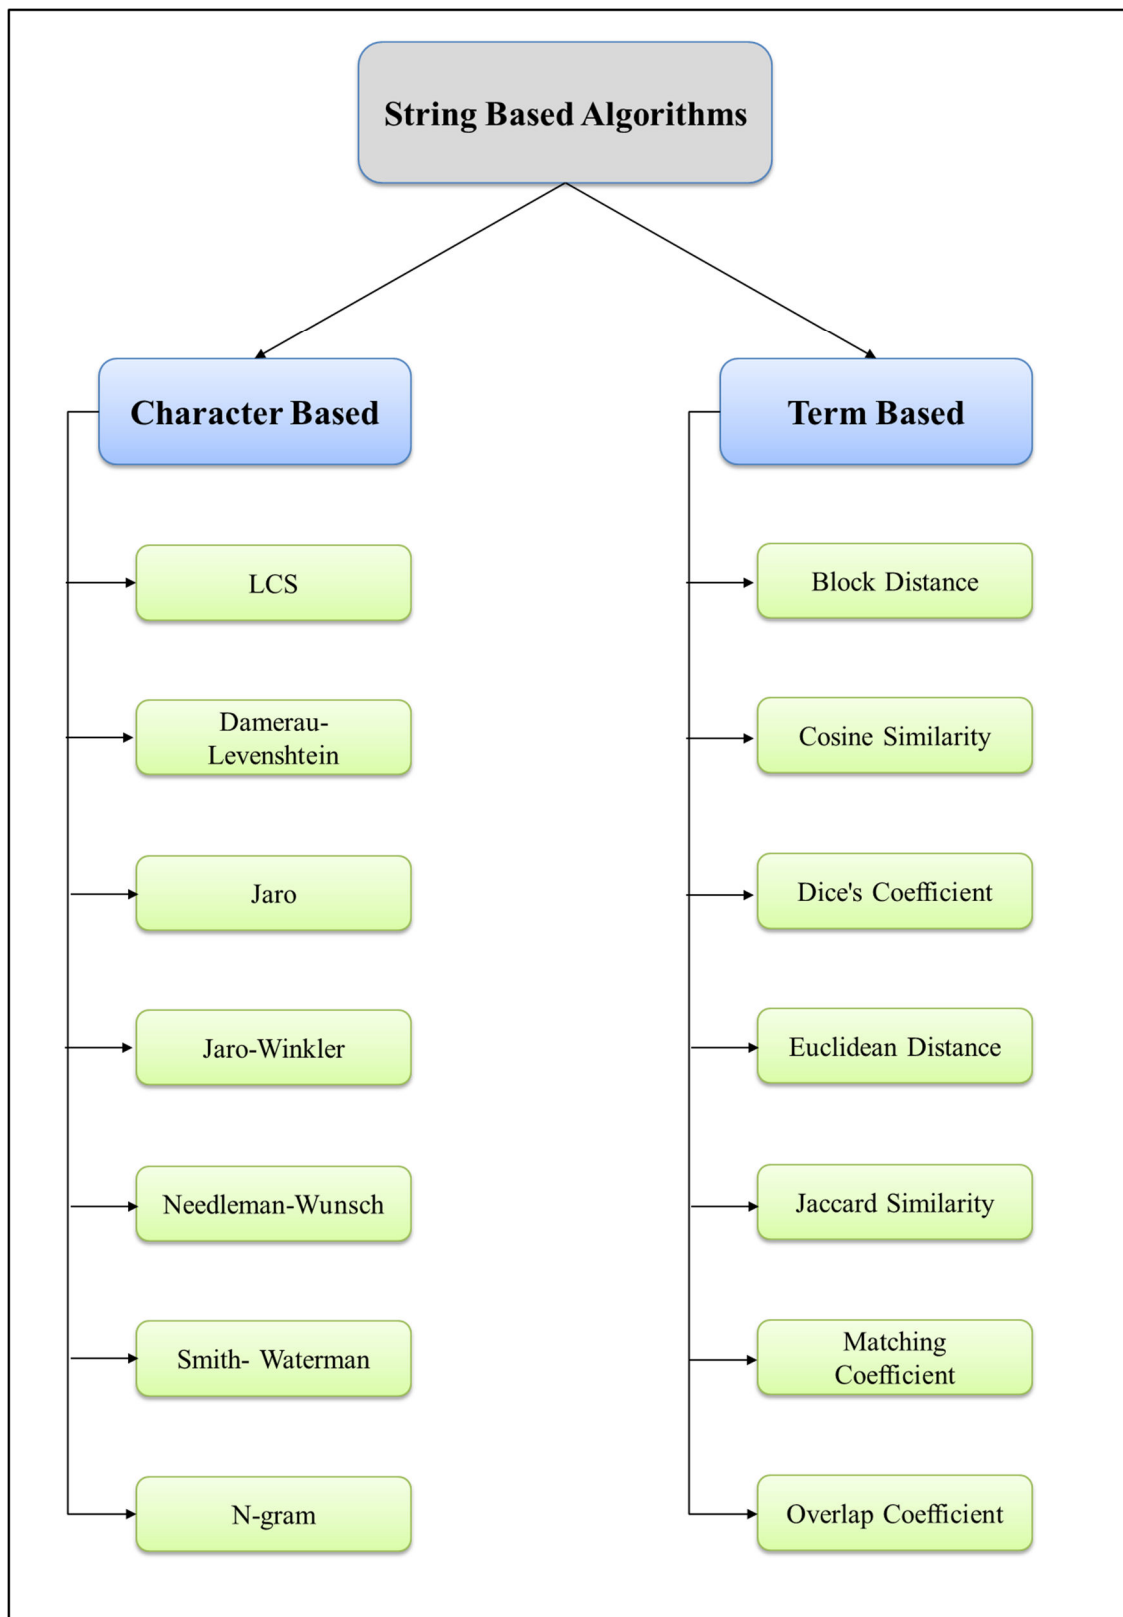 String Based Algorithms
Character Based
LCS
Damerau-
Levenshtein
Jaro
Jaro-Winkler
Needleman-Wunsch
Smith- Waterman
N-gram
Term Based
Block Distance
Cosine Similarity
Dice's Coefficient
Euclidean Distance
Jaccard Similarity
Matching
Coefficient
Overlap Coefficient